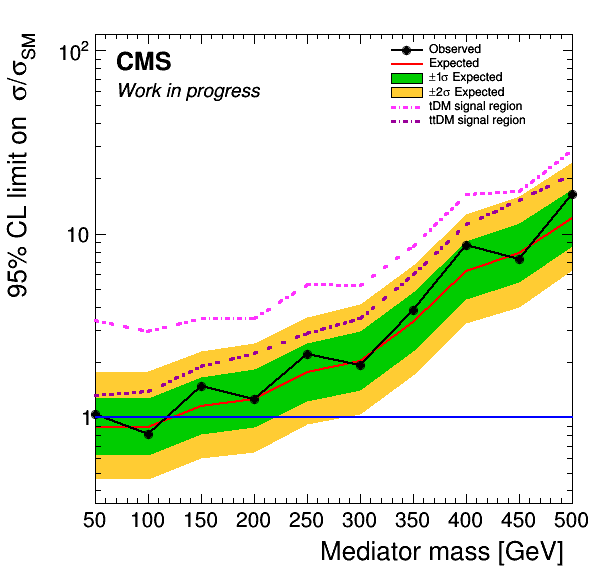 95% CL limit on σ/σSM
10²
10
1
CMS
Work in progress
Observed
Expected
±1σ Expected
±2σ Expected
tDM signal region
ttDM signal region
50 100 150 200 250 300 350 400 450 500
Mediator mass [GeV]